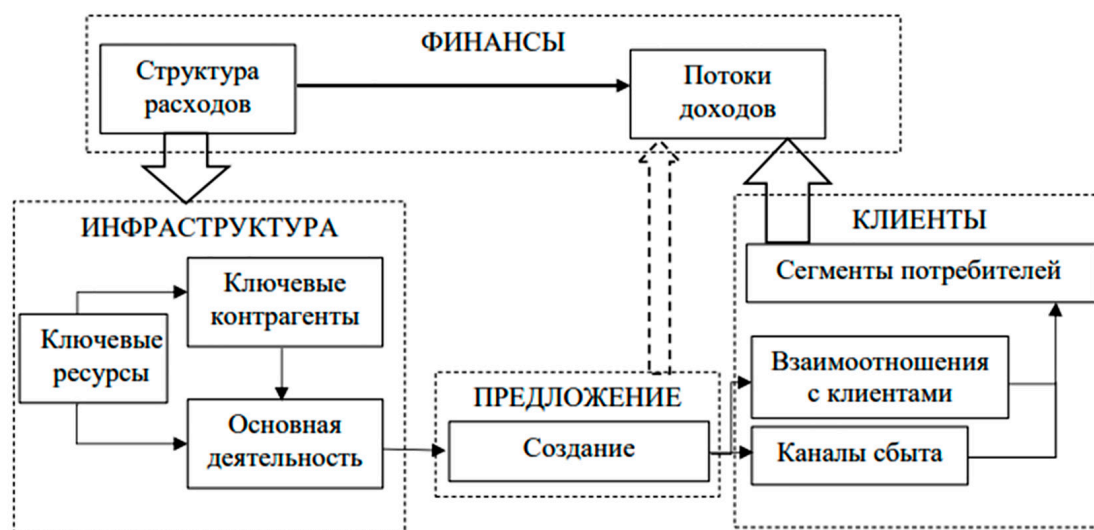 ФИНАНСЫ
Структура
расходов
Потоки
доходов
ИНФРАСТРУКТУРА
Ключевые
контрагенты
Ключевые
ресурсы
Основная
деятельность
ПРЕДЛОЖЕНИЕ
Создание
КЛИЕНТЫ
Сегменты потребителей
Взаимоотношения
с клиентами
Каналы сбыта